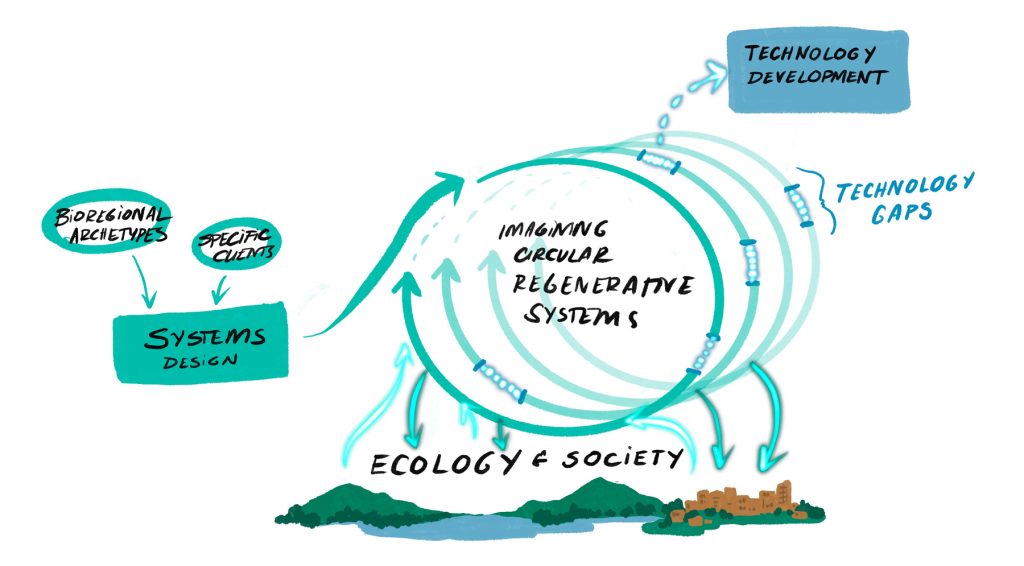 TECHNOLOGY
DEVELOPMENT
BIOREGIONAL
ARCHETYPES
SPECIFIC
CLIENTS
TECHNOLOGY
GAPS
IMAGINING
CIRCULAR
REGENERATIVE
SYSTEMS
SYSTEMS
DESIGN
ECOLOGY & SOCIETY